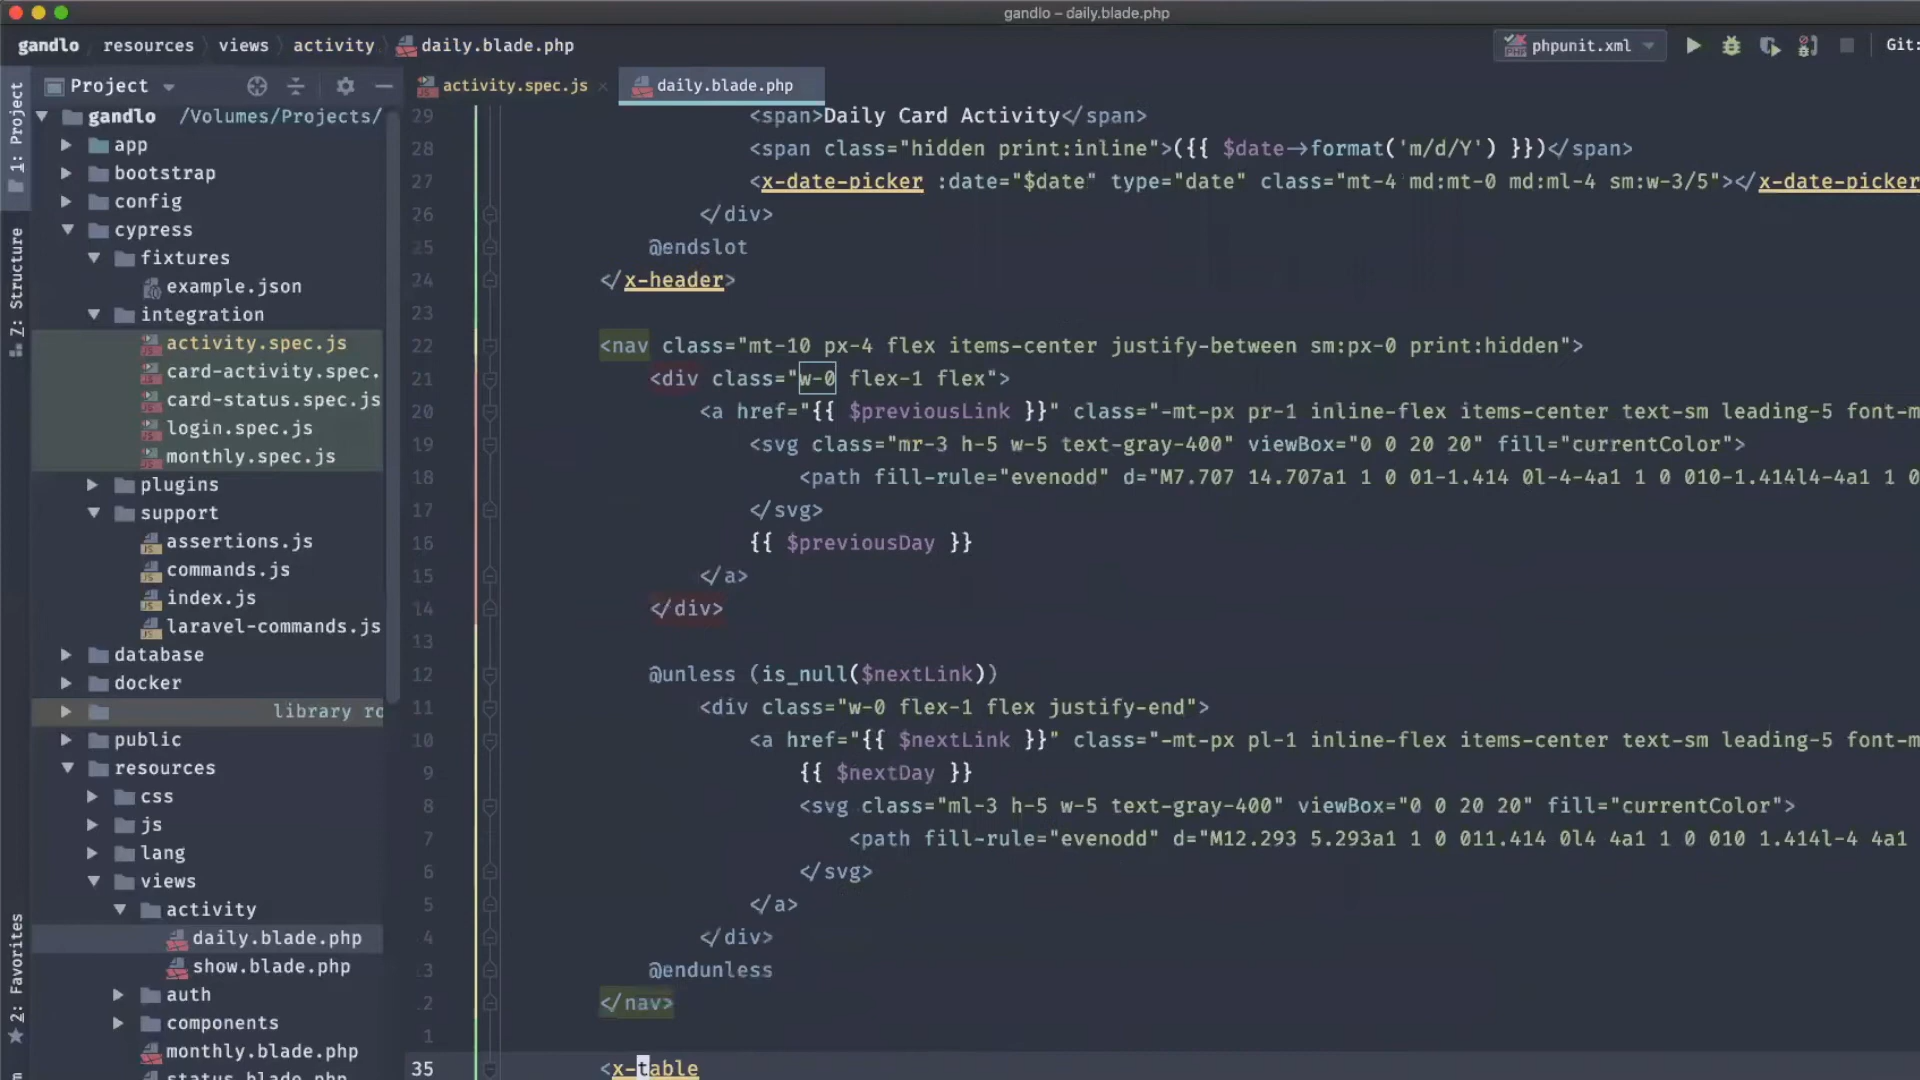 gandlo – daily.blade.php
gandlo resources views activity daily.blade.php
phpunit.xml
Git:
1: Project
Z: Structure
2: Favorites
Project
gandlo /Volumes/Projects/
app
bootstrap
config
cypress
fixtures
example.json
integration
activity.spec.js
card-activity.spec.
card-status.spec.js
login.spec.js
monthly.spec.js
plugins
support
assertions.js
commands.js
index.js
laravel-commands.js
database
docker
library ro
public
resources
css
js
lang
views
activity
daily.blade.php
show.blade.php
auth
components
monthly.blade.php
status.blade.php
activity.spec.js
daily.blade.php
29 <span>Daily Card Activity</span>
28 <span class="hidden print:inline">({{ $date->format('m/d/Y') }})</span>
27 <x-date-picker :date="$date" type="date" class="mt-4 md:mt-0 md:ml-4 sm:w-3/5"></x-date-picker
26 </div>
25 @endslot
24 </x-header>
23
22 <nav class="mt-10 px-4 flex items-center justify-between sm:px-0 print:hidden">
21 <div class="w-0 flex-1 flex">
20 <a href="{{ $previousLink }}" class="-mt-px pr-1 inline-flex items-center text-sm leading-5 font-m
19 <svg class="mr-3 h-5 w-5 text-gray-400" viewBox="0 0 20 20" fill="currentColor">
18 <path fill-rule="evenodd" d="M7.707 14.707a1 1 0 01-1.414 0l-4-4a1 1 0 010-1.414l4-4a1 1 0
17 </svg>
16 {{ $previousDay }}
15 </a>
14 </div>
13
12 @unless (is_null($nextLink))
11 <div class="w-0 flex-1 flex justify-end">
10 <a href="{{ $nextLink }}" class="-mt-px pl-1 inline-flex items-center text-sm leading-5 font-m
9 {{ $nextDay }}
8 <svg class="ml-3 h-5 w-5 text-gray-400" viewBox="0 0 20 20" fill="currentColor">
7 <path fill-rule="evenodd" d="M12.293 5.293a1 1 0 011.414 0l4 4a1 1 0 010 1.414l-4 4a1
6 </svg>
5 </a>
4 </div>
3 @endunless
2 </nav>
1
35 <x-table